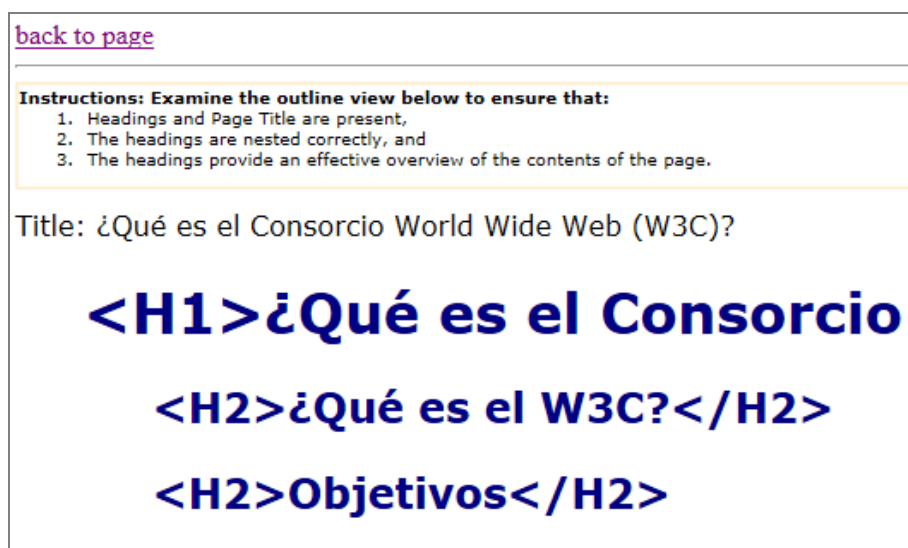 back to page
Instructions: Examine the outline view below to ensure that:
1. Headings and Page Title are present,
2. The headings are nested correctly, and
3. The headings provide an effective overview of the contents of the page.
Title: ¿Qué es el Consorcio World Wide Web (W3C)?
<H1>¿Qué es el Consorcio
<H2>¿Qué es el W3C?</H2>
<H2>Objetivos</H2>